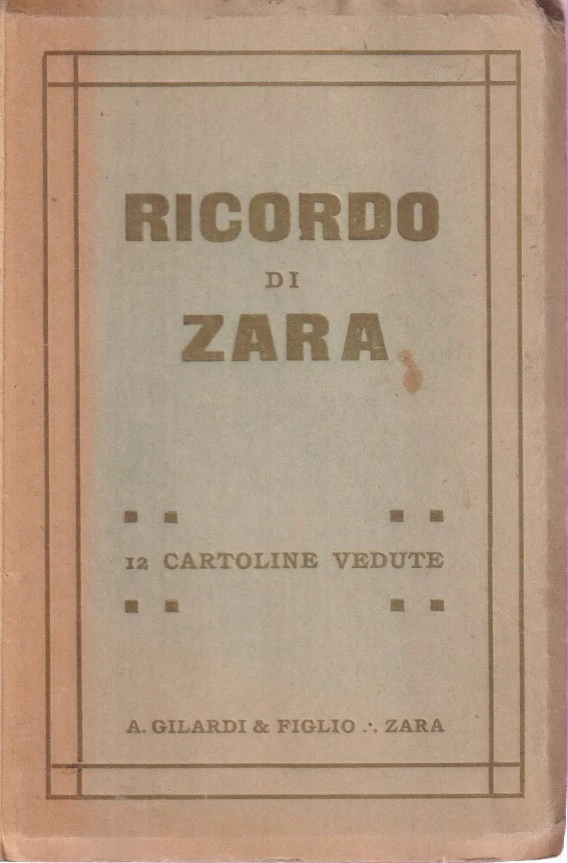 RICORDO
DI
ZARA
12 CARTOLINE VEDUTE
A. GILARDI & FIGLIO ∴ ZARA